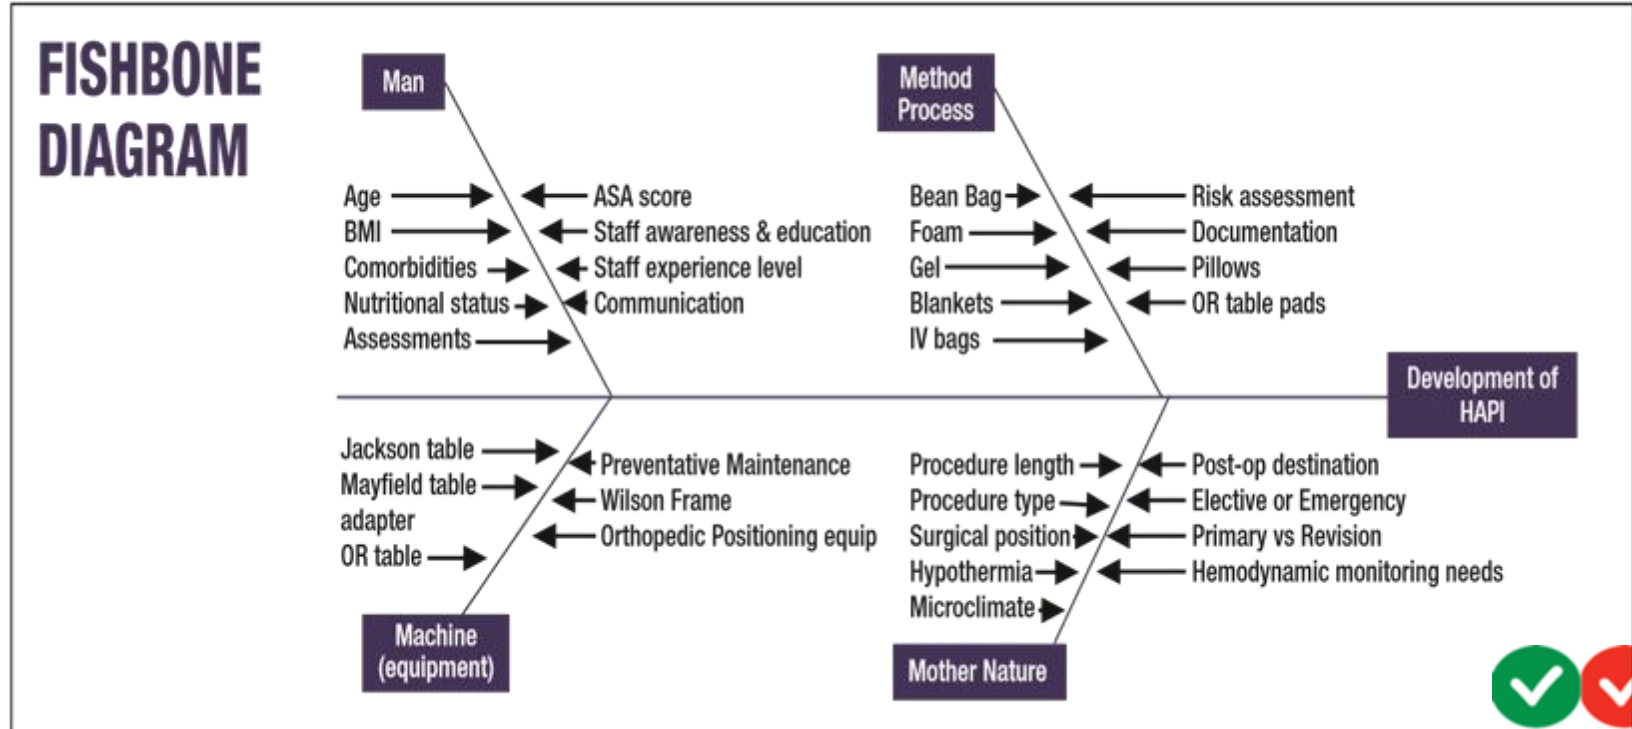 FISHBONE
DIAGRAM
Man
Age
BMI
Comorbidities
Nutritional status
Assessments
ASA score
Staff awareness & education
Staff experience level
Communication
Method
Process
Bean Bag
Foam
Gel
Blankets
IV bags
Risk assessment
Documentation
Pillows
OR table pads
Development of
HAPI
Jackson table
Mayfield table
adapter
OR table
Preventative Maintenance
Wilson Frame
Orthopedic Positioning equip
Machine
(equipment)
Procedure length
Procedure type
Surgical position
Hypothermia
Microclimate
Post-op destination
Elective or Emergency
Primary vs Revision
Hemodynamic monitoring needs
Mother Nature